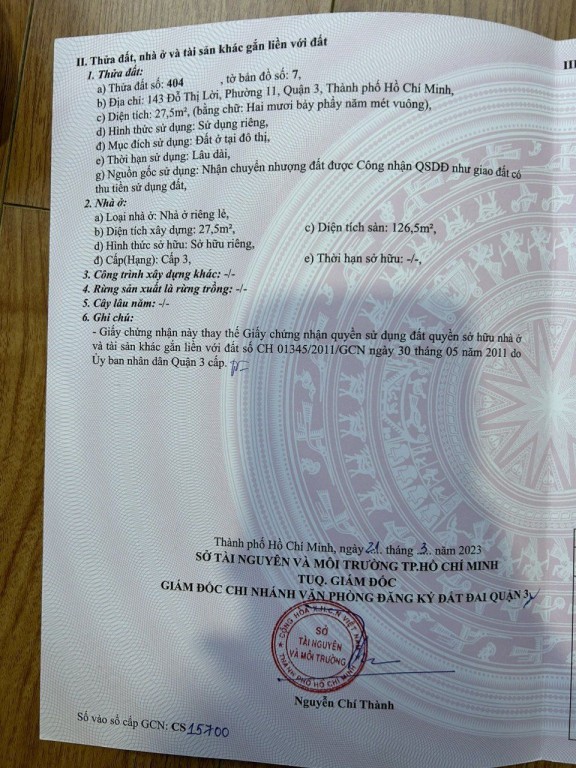 II. Thửa đất, nhà ở và tài sản khác gắn liền với đất
III
1. Thửa đất:
a) Thửa đất số: 404 , tờ bản đồ số: 7,
b) Địa chỉ: 143 Đỗ Thị Lời, Phường 11, Quận 3, Thành phố Hồ Chí Minh,
c) Diện tích: 27,5m², (bằng chữ: Hai mươi bảy phẩy năm mét vuông),
d) Hình thức sử dụng: Sử dụng riêng,
đ) Mục đích sử dụng: Đất ở tại đô thị,
e) Thời hạn sử dụng: Lâu dài,
g) Nguồn gốc sử dụng: Nhận chuyển nhượng đất được Công nhận QSDĐ như giao đất có
thu tiền sử dụng đất,
2. Nhà ở:
a) Loại nhà ở: Nhà ở riêng lẻ,
b) Diện tích xây dựng: 27,5m², c) Diện tích sàn: 126,5m²,
d) Hình thức sở hữu: Sở hữu riêng,
đ) Cấp(Hạng): Cấp 3, e) Thời hạn sở hữu: -/-,
3. Công trình xây dựng khác: -/-
4. Rừng sản xuất là rừng trồng: -/-
5. Cây lâu năm: -/-
6. Ghi chú:
- Giấy chứng nhận này thay thế Giấy chứng nhận quyền sử dụng đất quyền sở hữu nhà ở
và tài sản khác gắn liền với đất số CH 01345/2011/GCN ngày 30 tháng 05 năm 2011 do
Ủy ban nhân dân Quận 3 cấp.
Thành phố Hồ Chí Minh, ngày 21 tháng 3 năm 2023
SỞ TÀI NGUYÊN VÀ MÔI TRƯỜNG TP.HỒ CHÍ MINH
TUQ. GIÁM ĐỐC
GIÁM ĐỐC CHI NHÁNH VĂN PHÒNG ĐĂNG KÝ ĐẤT ĐAI QUẬN 3
CỘNG HÒA X.H.C.N VIỆT NAM
SỞ
TÀI NGUYÊN
VÀ MÔI TRƯỜNG
THÀNH PHỐ HỒ CHÍ MINH
Nguyễn Chí Thành
Số vào sổ cấp GCN: CS 15700